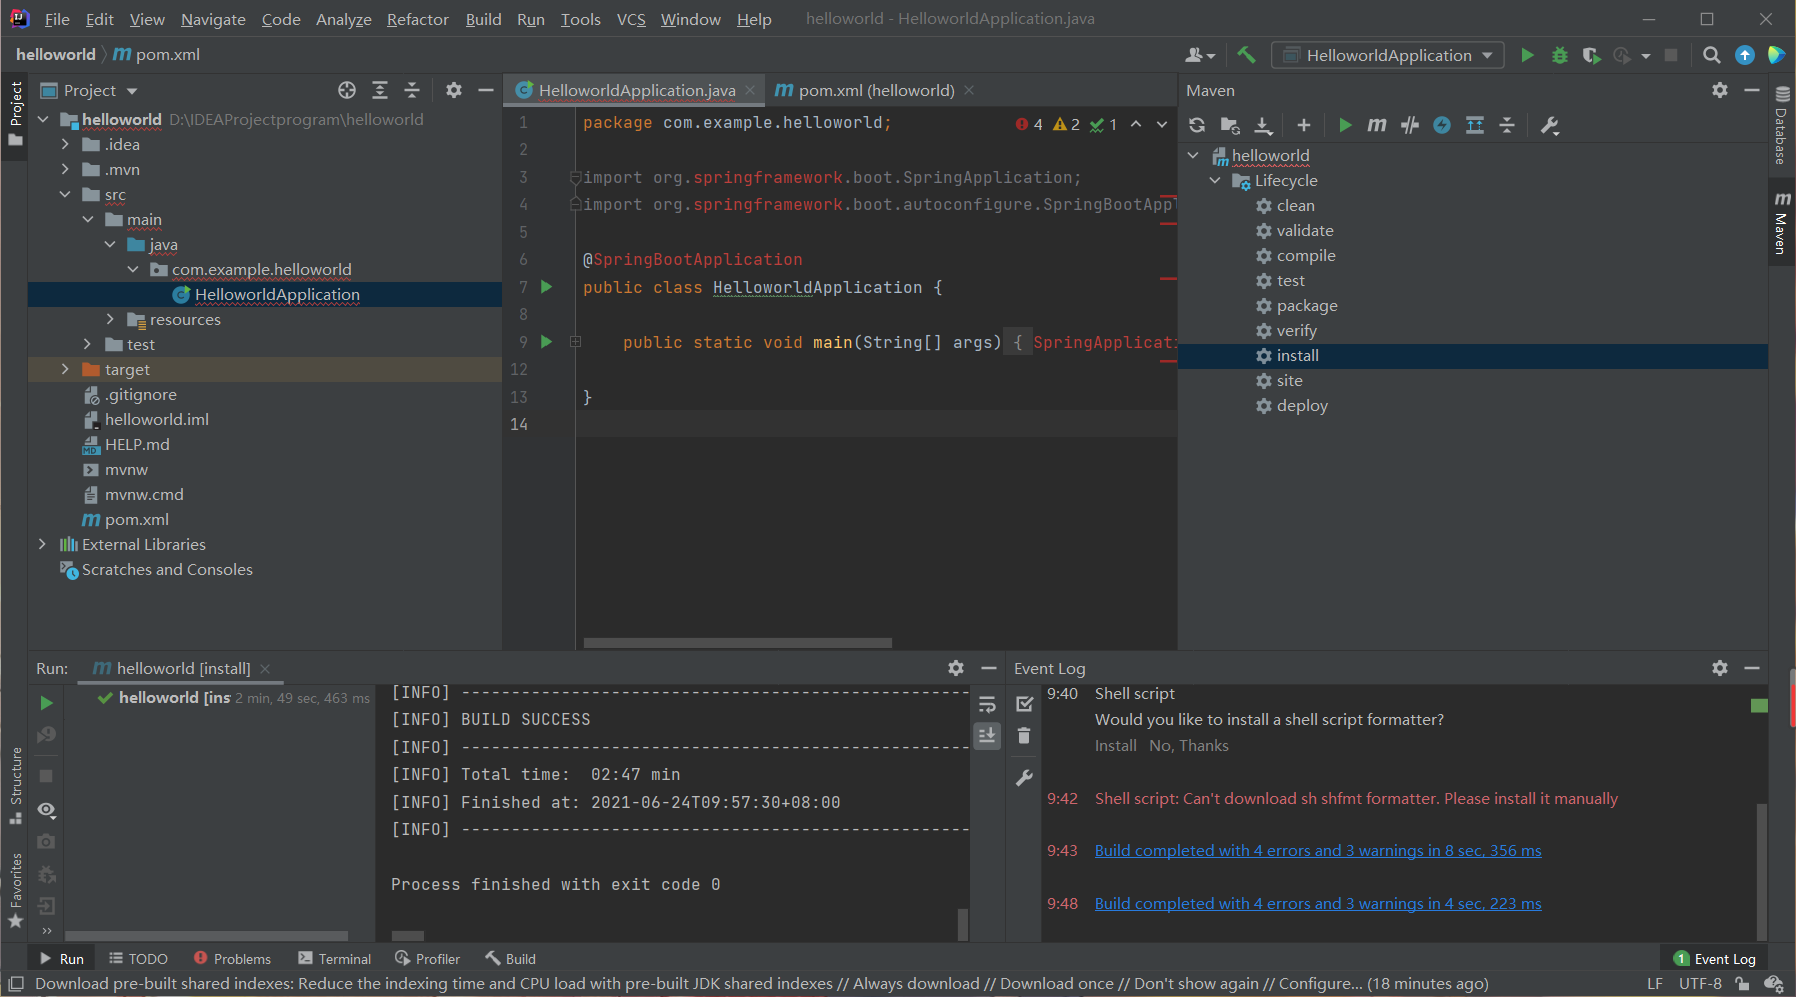 File Edit View Navigate Code Analyze Refactor Build Run Tools VCS Window Help helloworld - HelloworldApplication.java
helloworld pom.xml
HelloworldApplication
Project
Project
helloworld D:\IDEAProjectprogram\helloworld
.idea
.mvn
src
main
java
com.example.helloworld
HelloworldApplication
resources
test
target
.gitignore
helloworld.iml
HELP.md
mvnw
mvnw.cmd
pom.xml
External Libraries
Scratches and Consoles
HelloworldApplication.java pom.xml (helloworld)
4 2 1
1 package com.example.helloworld;
2
3 import org.springframework.boot.SpringApplication;
4 import org.springframework.boot.autoconfigure.SpringBootAppl
5
6 @SpringBootApplication
7 public class HelloworldApplication {
8
9 public static void main(String[] args) { SpringApplicati
12
13 }
14
Maven
helloworld
Lifecycle
clean
validate
compile
test
package
verify
install
site
deploy
Database
Maven
Run: helloworld [install]
helloworld [ins 2 min, 49 sec, 463 ms
[INFO] ---------------------------------------------------
[INFO] BUILD SUCCESS
[INFO] ---------------------------------------------------
[INFO] Total time:  02:47 min
[INFO] Finished at: 2021-06-24T09:57:30+08:00
[INFO] ---------------------------------------------------
Process finished with exit code 0
Event Log
9:40 Shell script
Would you like to install a shell script formatter?
Install No, Thanks
9:42 Shell script: Can't download sh shfmt formatter. Please install it manually
9:43 Build completed with 4 errors and 3 warnings in 8 sec, 356 ms
9:48 Build completed with 4 errors and 3 warnings in 4 sec, 223 ms
Structure
Favorites
Run TODO Problems Terminal Profiler Build 1 Event Log
Download pre-built shared indexes: Reduce the indexing time and CPU load with pre-built JDK shared indexes // Always download // Download once // Don't show again // Configure... (18 minutes ago) LF UTF-8